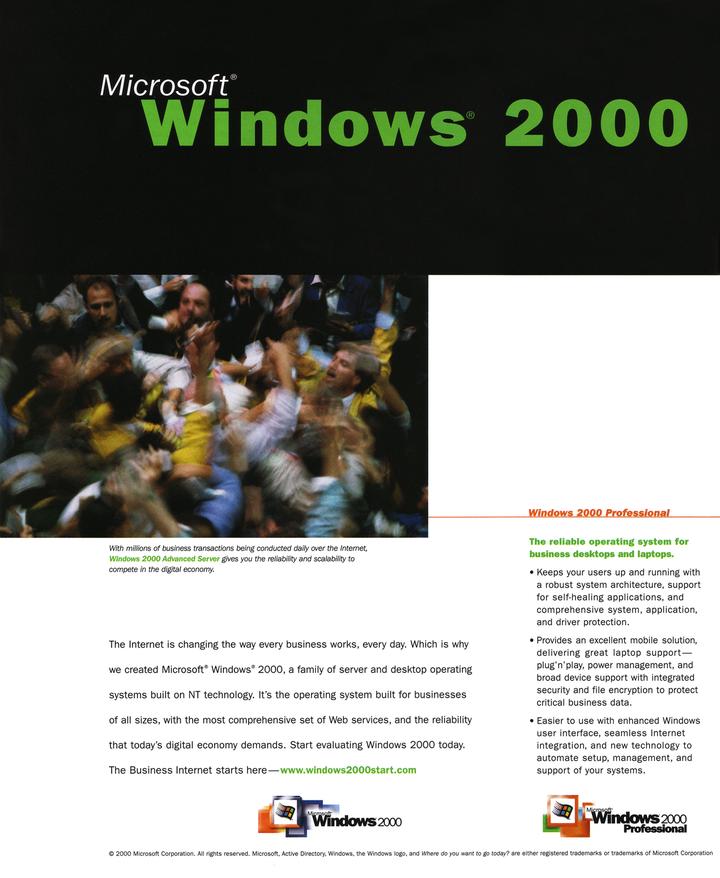 Microsoft®
Windows® 2000
With millions of business transactions being conducted daily over the Internet,
Windows 2000 Advanced Server gives you the reliability and scalability to
compete in the digital economy.
The Internet is changing the way every business works, every day. Which is why
we created Microsoft® Windows® 2000, a family of server and desktop operating
systems built on NT technology. It's the operating system built for businesses
of all sizes, with the most comprehensive set of Web services, and the reliability
that today's digital economy demands. Start evaluating Windows 2000 today.
The Business Internet starts here—www.windows2000start.com
Windows 2000 Professional
The reliable operating system for
business desktops and laptops.
• Keeps your users up and running with
a robust system architecture, support
for self-healing applications, and
comprehensive system, application,
and driver protection.
• Provides an excellent mobile solution,
delivering great laptop support—
plug'n'play, power management, and
broad device support with integrated
security and file encryption to protect
critical business data.
• Easier to use with enhanced Windows
user interface, seamless Internet
integration, and new technology to
automate setup, management, and
support of your systems.
Microsoft®
Windows 2000
Microsoft®
Windows 2000
Professional
© 2000 Microsoft Corporation. All rights reserved. Microsoft, Active Directory, Windows, the Windows logo, and Where do you want to go today? are either registered trademarks or trademarks of Microsoft Corporation